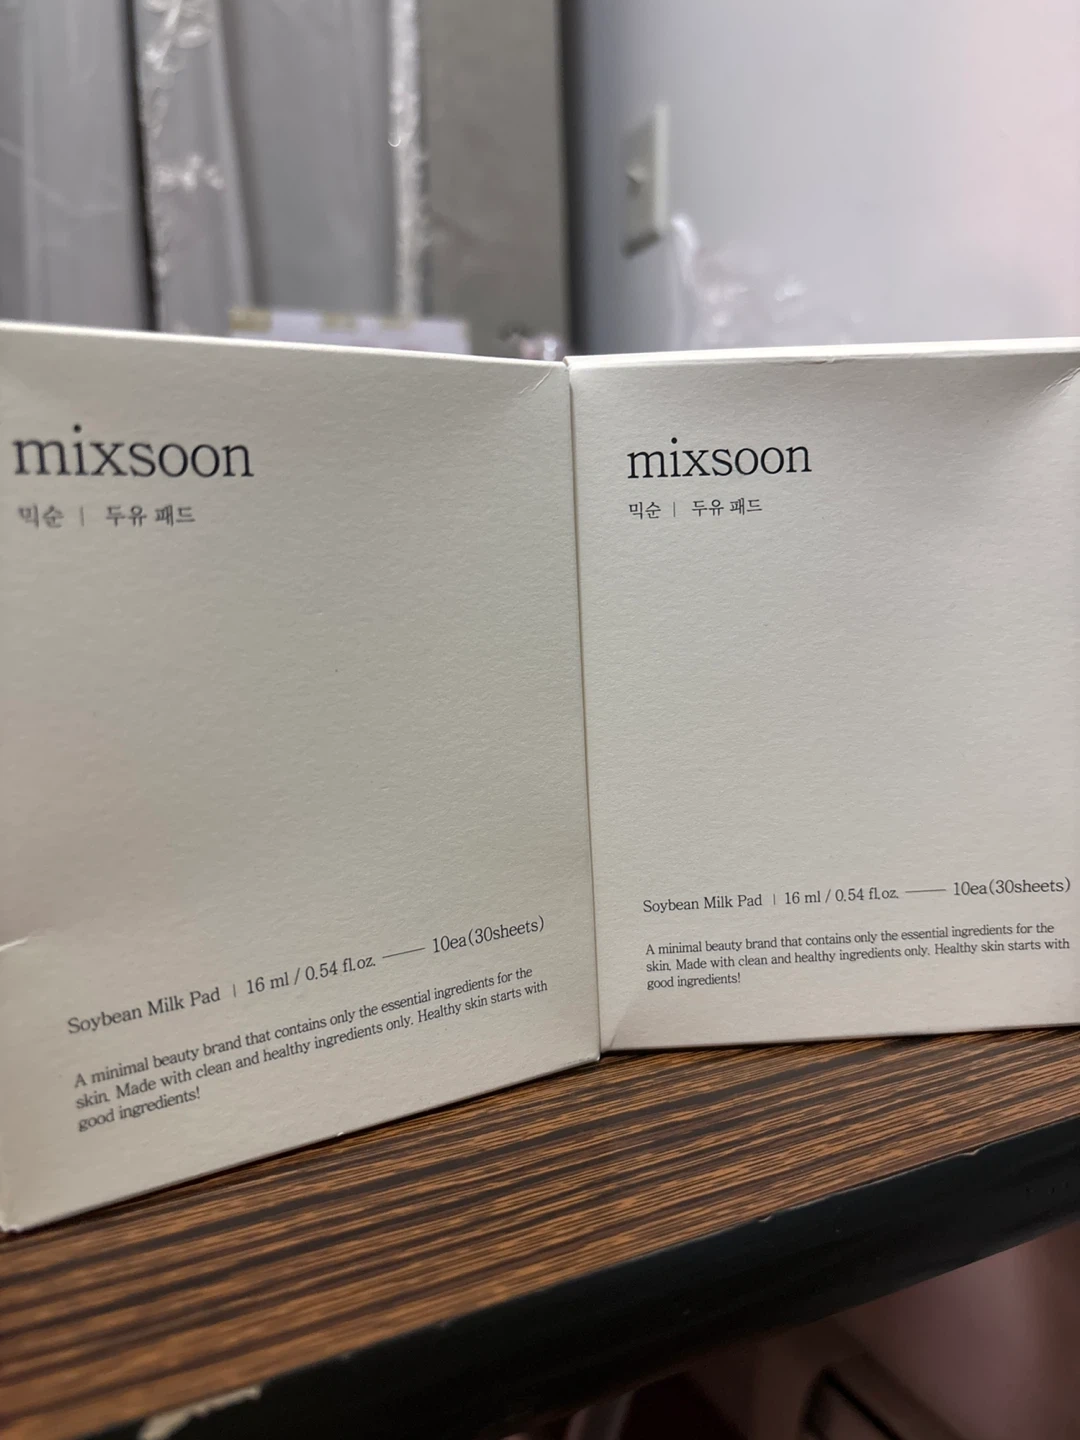 mixsoon
믹순 | 두유 패드
Soybean Milk Pad | 16 ml / 0.54 fl.oz. —— 10ea(30sheets)
A minimal beauty brand that contains only the essential ingredients for the
skin. Made with clean and healthy ingredients only. Healthy skin starts with
good ingredients!
mixsoon
믹순 | 두유 패드
Soybean Milk Pad | 16 ml / 0.54 fl.oz. —— 10ea(30sheets)
A minimal beauty brand that contains only the essential ingredients for the
skin. Made with clean and healthy ingredients only. Healthy skin starts with
good ingredients!